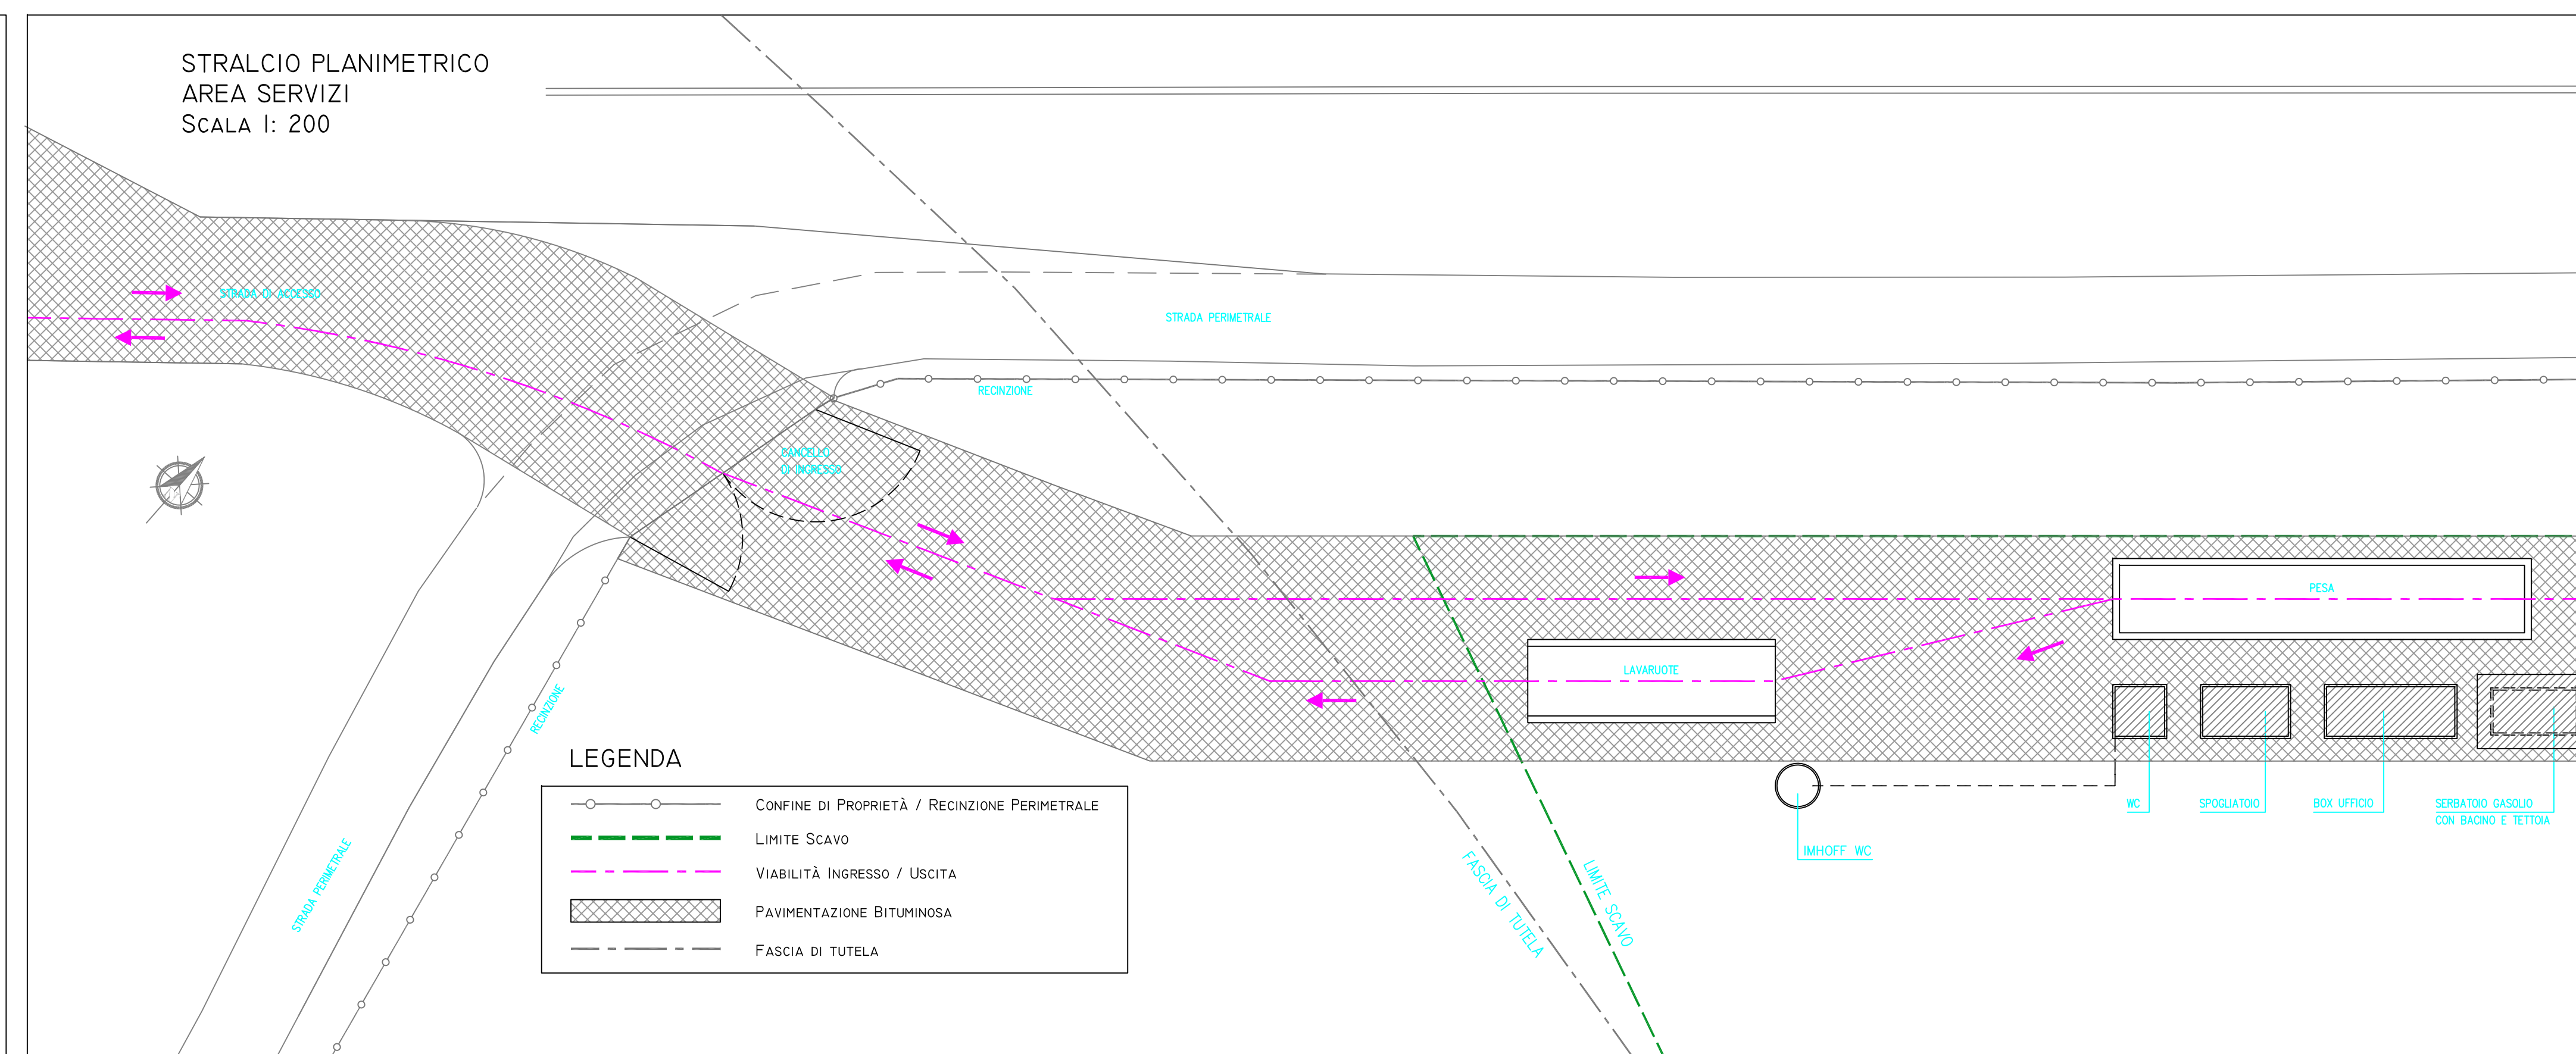 STRALCIO PLANIMETRICO
AREA SERVIZI
SCALA 1: 200
STRADA DI ACCESSO
STRADA PERIMETRALE
RECINZIONE
CANCELLO
DI INGRESSO
PESA
LAVARUOTE
RECINZIONE
STRADA PERIMETRALE
WC
SPOGLIATOIO
BOX UFFICIO
SERBATOIO GASOLIO
CON BACINO E TETTOIA
IMHOFF WC
FASCIA DI TUTELA
LIMITE SCAVO
LEGENDA
CONFINE DI PROPRIETÀ / RECINZIONE PERIMETRALE
LIMITE SCAVO
VIABILITÀ INGRESSO / USCITA
PAVIMENTAZIONE BITUMINOSA
FASCIA DI TUTELA